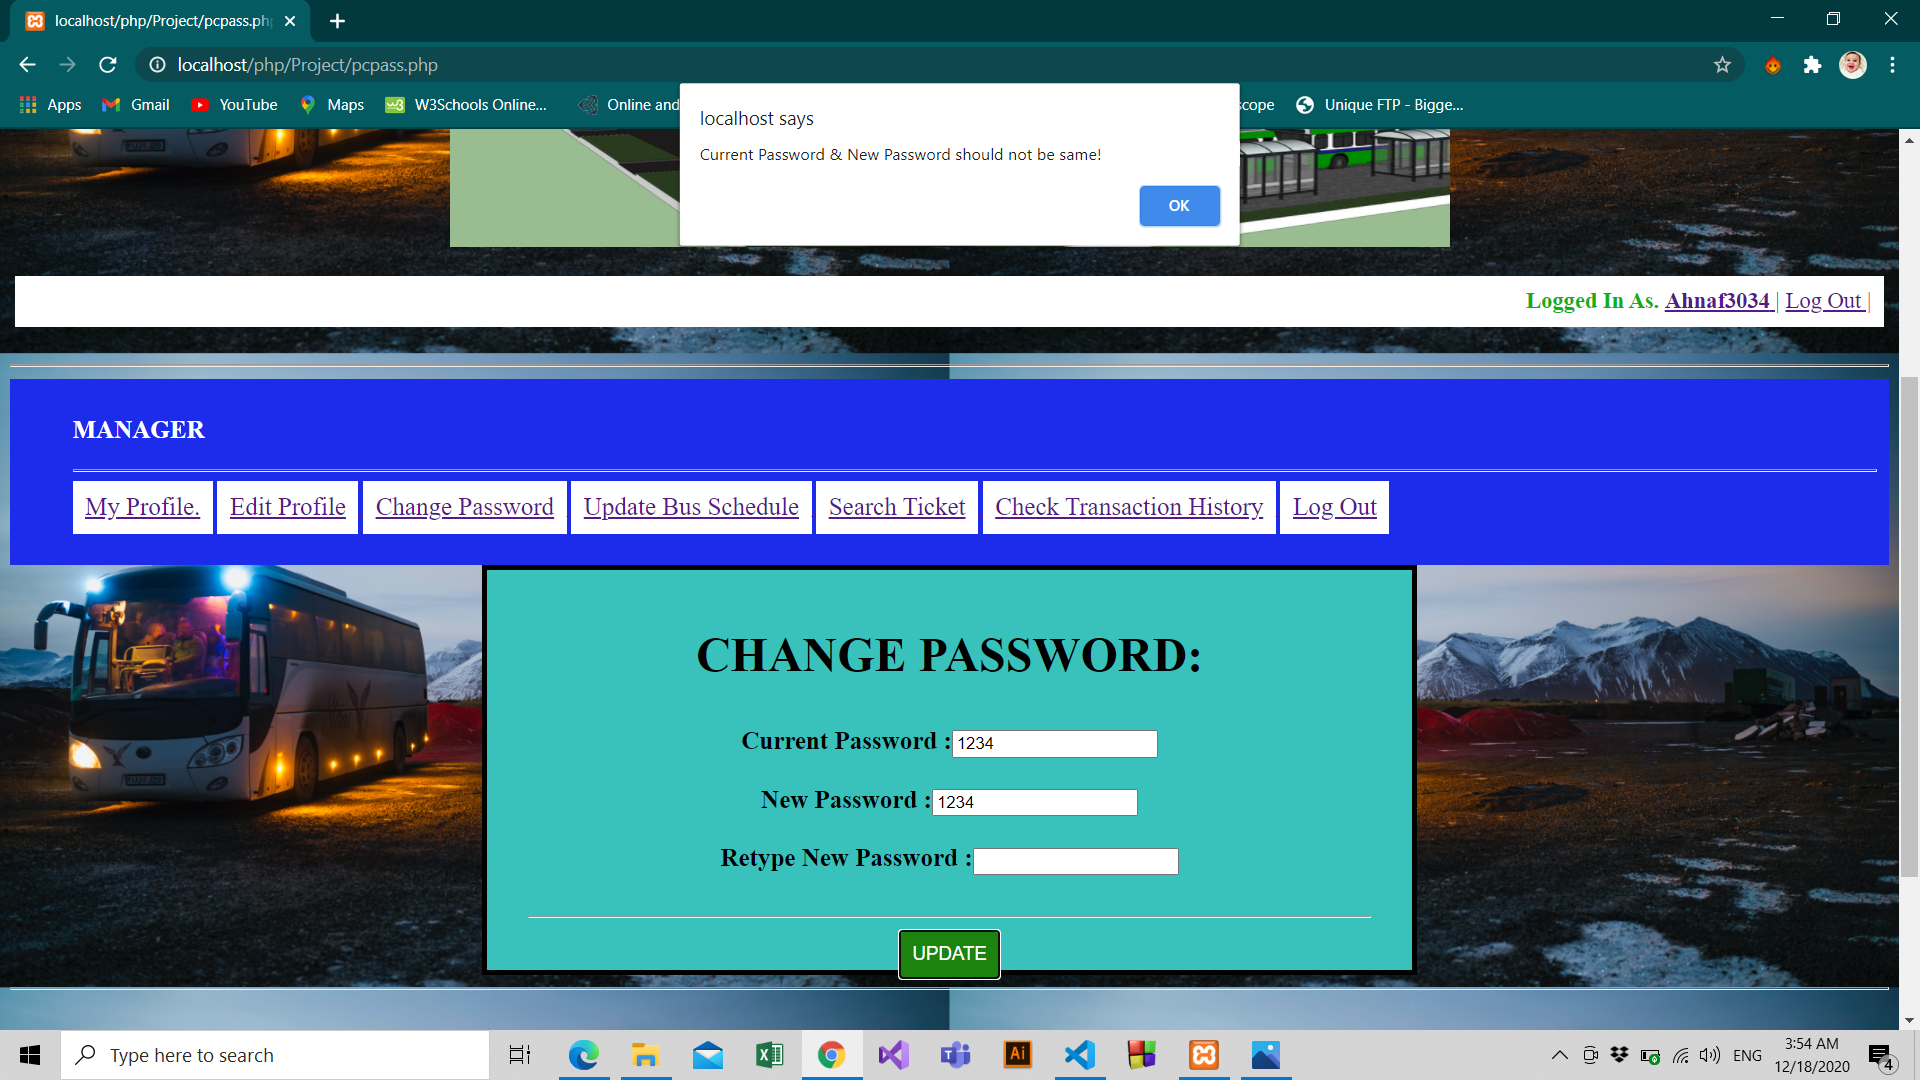 localhost/php/Project/pcpass.php
localhost/php/Project/pcpass.php
Apps
Gmail
YouTube
Maps
W3Schools Online...
Online and
scope
Unique FTP - Bigge...
localhost says
Current Password & New Password should not be same!
OK
Logged In As. Ahnaf3034 | Log Out |
MANAGER
My Profile. Edit Profile Change Password Update Bus Schedule Search Ticket Check Transaction History Log Out
CHANGE PASSWORD:
Current Password : 1234
New Password : 1234
Retype New Password :
UPDATE
Type here to search
ENG
3:54 AM
12/18/2020
4